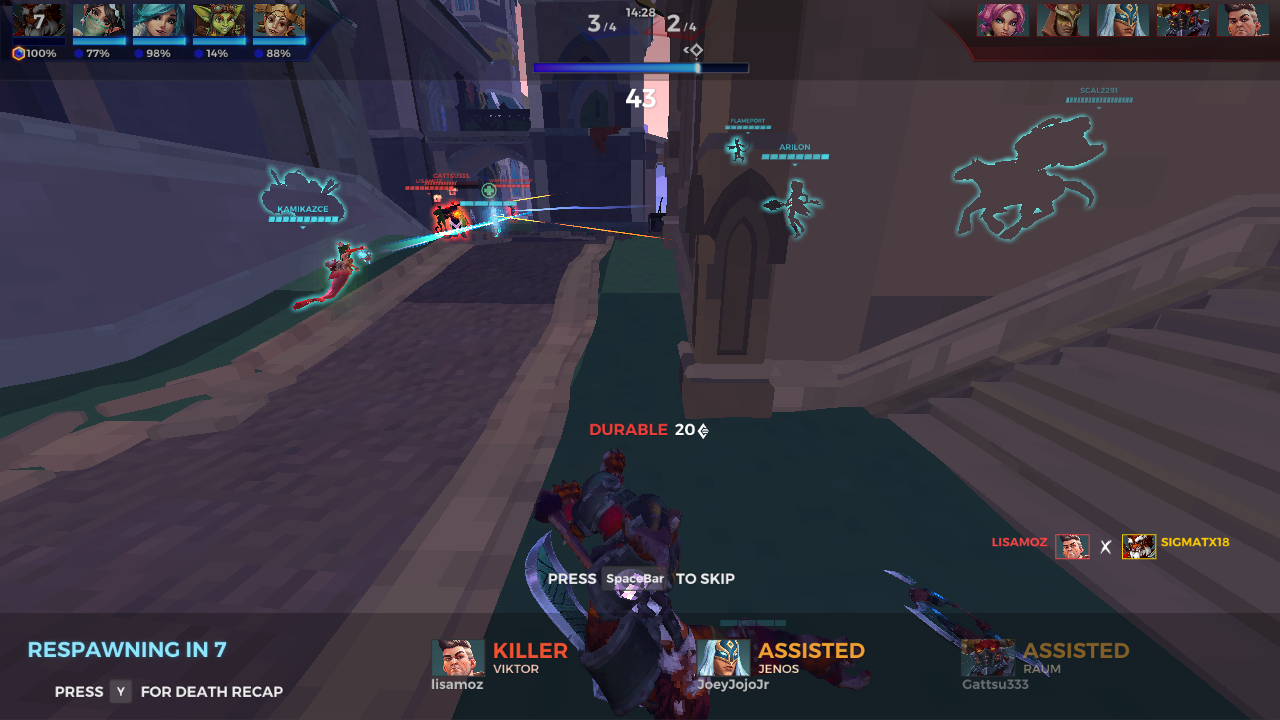 7
100%
77%
98%
14%
88%
14:28
3/4
2/4
43
SCAL2291
FLAMEPORT
ARILON
GATTSU333
KAMIKAZCE
DURABLE 20
LISAMOZ X SIGMATX18
PRESS SpaceBar TO SKIP
RESPAWNING IN 7
PRESS Y FOR DEATH RECAP
KILLER
VIKTOR
lisamoz
ASSISTED
JENOS
JoeyJojoJr
ASSISTED
RAUM
Gattsu333